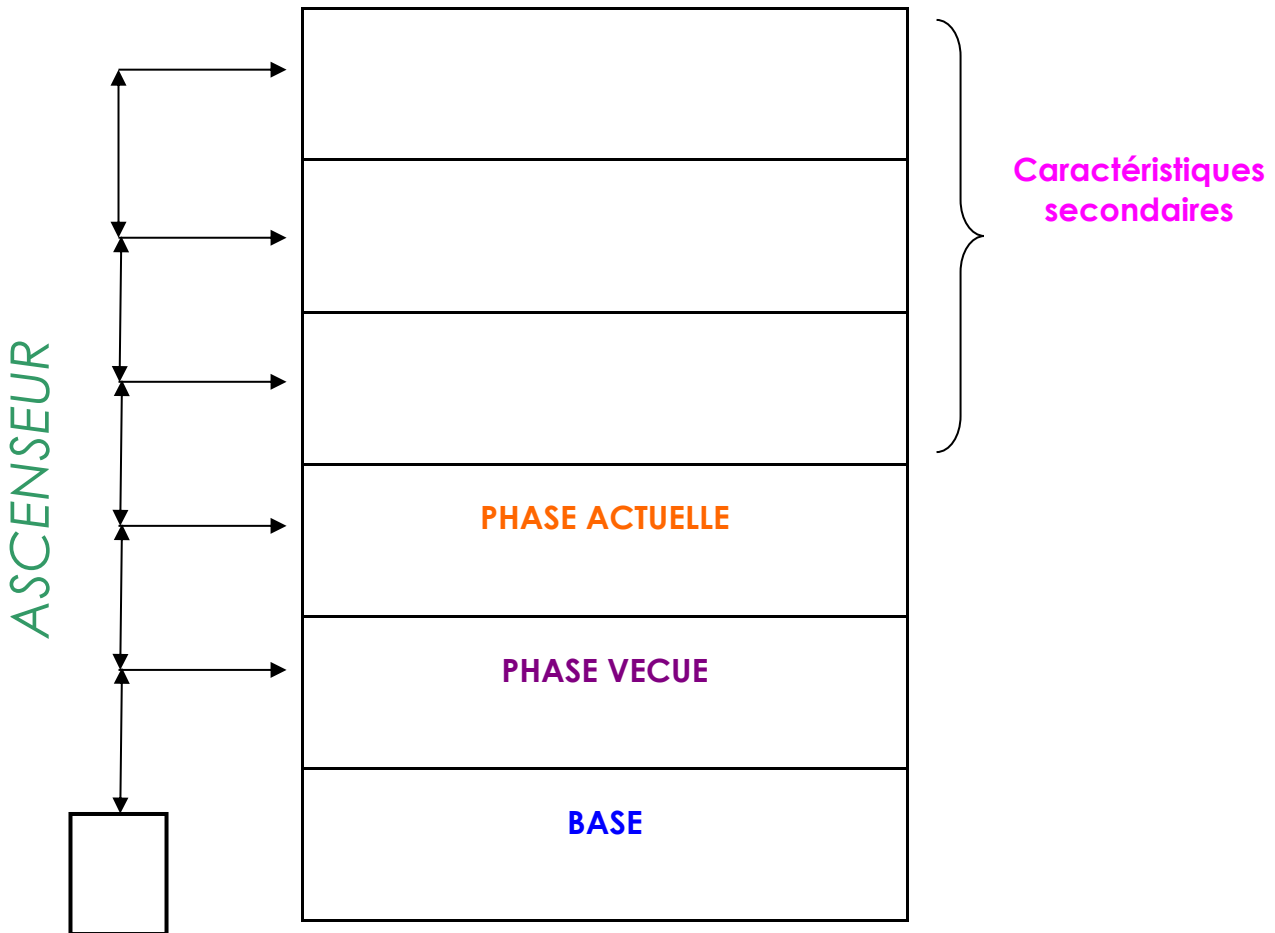 Caractéristiques
secondaires
ASCENSEUR
PHASE ACTUELLE
PHASE VECUE
BASE